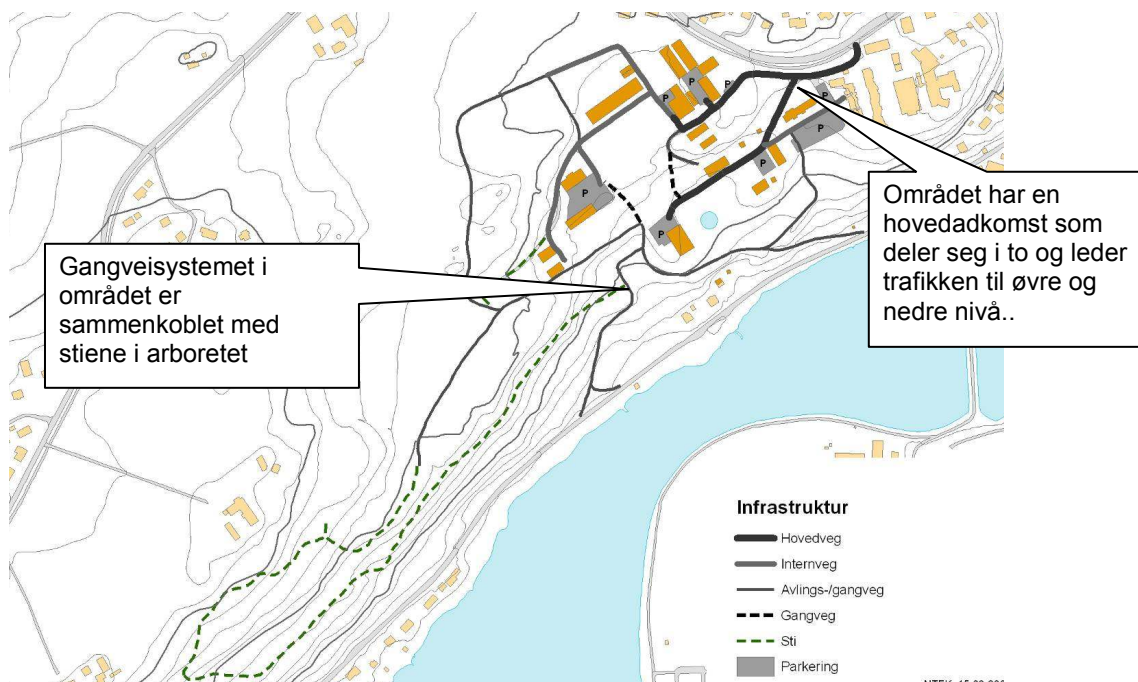 P
P
P
P
P
Området har en
hovedadkomst som
deler seg i to og leder
trafikken til øvre og
nedre nivå..
P
P
P
Gangveisystemet i
området er
sammenkoblet med
stiene i arboretet
Infrastruktur
Hovedveg
Internveg
Avlings-/gangveg
Gangveg
Sti
Parkering